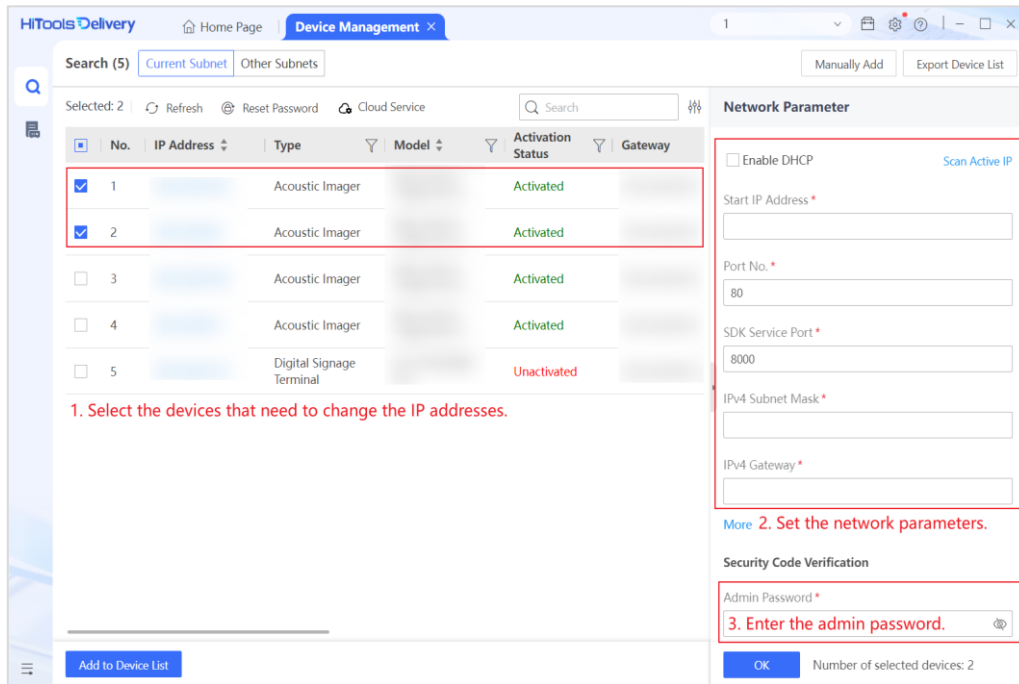 HiTools Delivery
Home Page
Device Management ×
1
Search (5)
Current Subnet
Other Subnets
Manually Add
Export Device List
Selected: 2
Refresh
Reset Password
Cloud Service
Search
No.
IP Address
Type
Model
Activation
Status
Gateway
1
Acoustic Imager
Activated
2
Acoustic Imager
Activated
3
Acoustic Imager
Activated
4
Acoustic Imager
Activated
5
Digital Signage
Terminal
Unactivated
1. Select the devices that need to change the IP addresses.
Add to Device List
Network Parameter
Enable DHCP
Scan Active IP
Start IP Address *
Port No. *
80
SDK Service Port *
8000
IPv4 Subnet Mask *
IPv4 Gateway *
More
2. Set the network parameters.
Security Code Verification
Admin Password *
3. Enter the admin password.
OK
Number of selected devices: 2